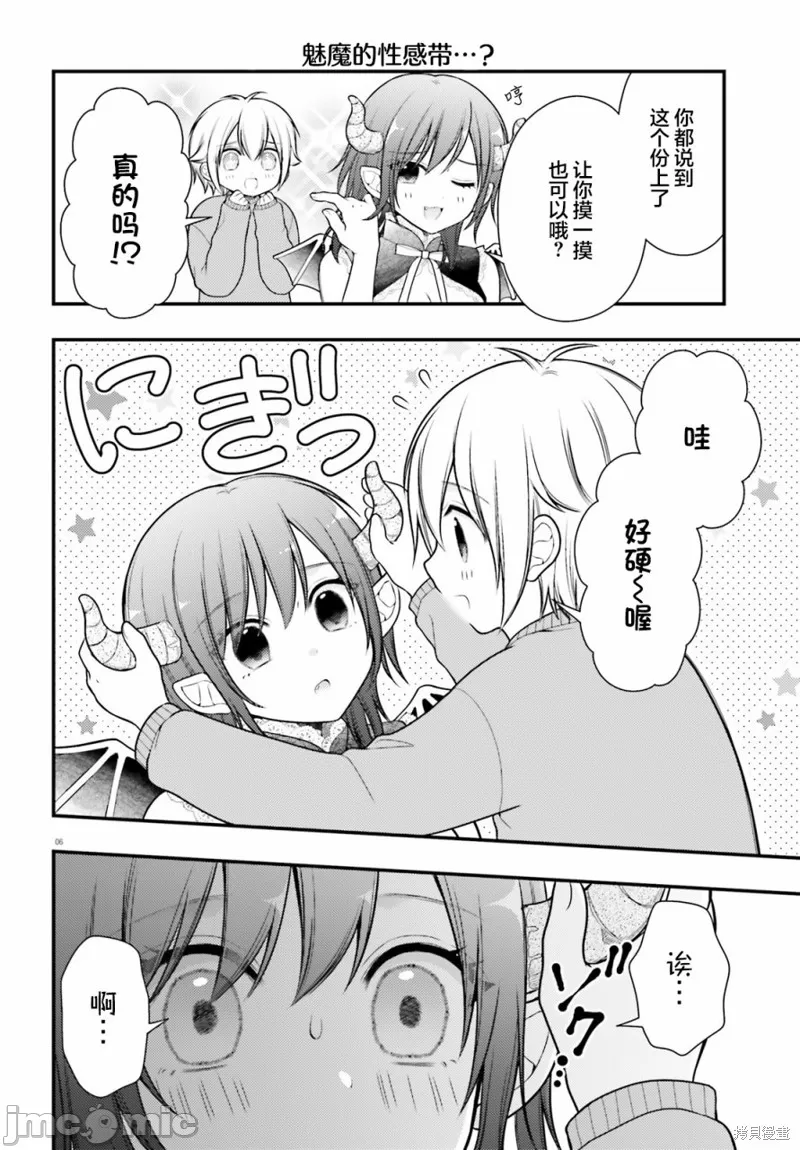 魅魔的性感带…？
哼
你都说到
这个份上了
让你摸一摸
也可以哦？
真的吗!?
にぎっ
哇
好硬～喔
06
诶…
ゾク…
啊…
jmcomic
拷貝漫畫